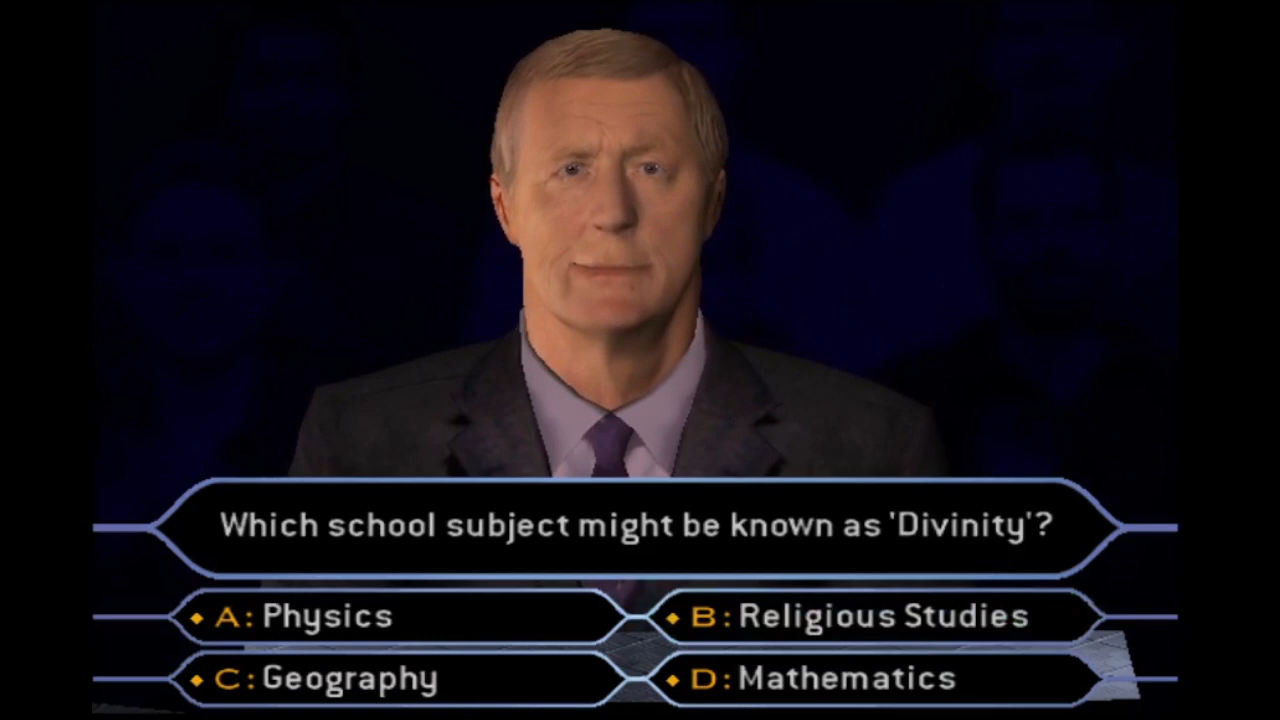 Which school subject might be known as 'Divinity'?
A: Physics
B: Religious Studies
C: Geography
D: Mathematics